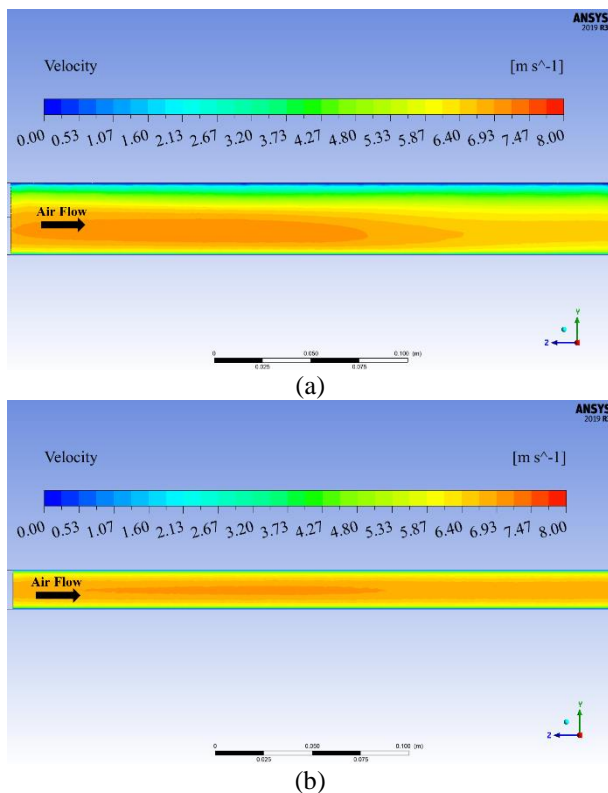 ANSYS
2019 R3
Velocity [m s^-1]
0.00 0.53 1.07 1.60 2.13 2.67 3.20 3.73 4.27 4.80 5.33 5.87 6.40 6.93 7.47 8.00
Air Flow
Y
Z
0 0.050 0.100 (m)
0.025 0.075
(a)
ANSYS
2019 R3
Velocity [m s^-1]
0.00 0.53 1.07 1.60 2.13 2.67 3.20 3.73 4.27 4.80 5.33 5.87 6.40 6.93 7.47 8.00
Air Flow
Y
Z
0 0.050 0.100 (m)
0.025 0.075
(b)